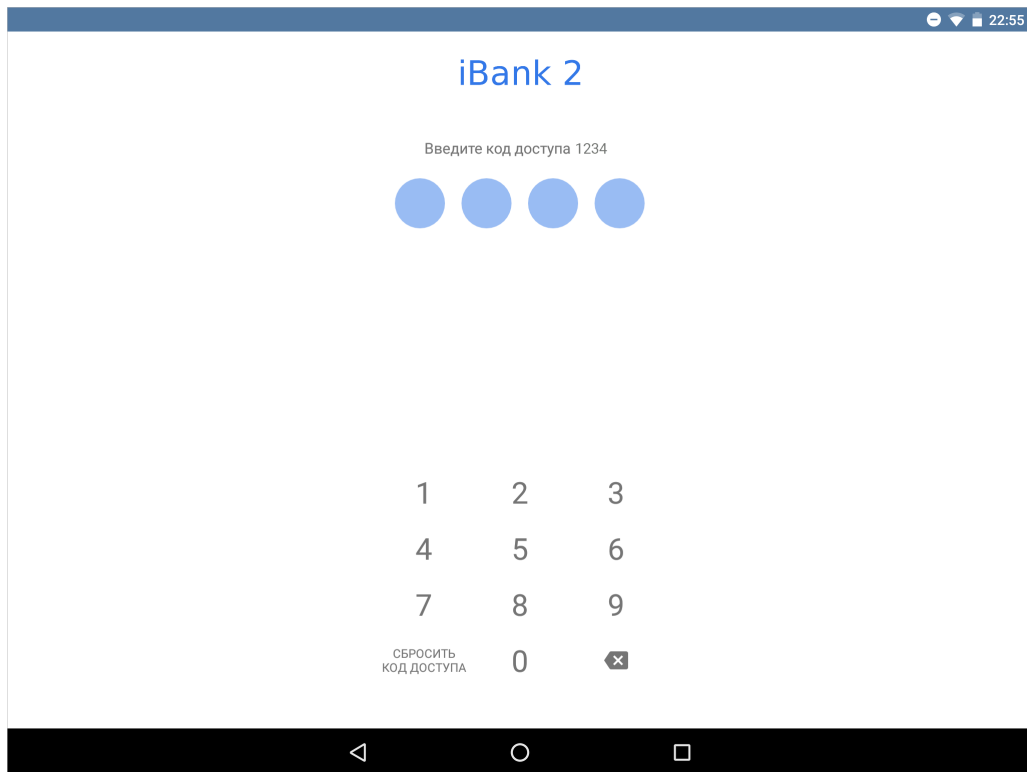 22:55
iBank 2
Введите код доступа 1234
1 2 3
4 5 6
7 8 9
СБРОСИТЬ
КОД ДОСТУПА 0